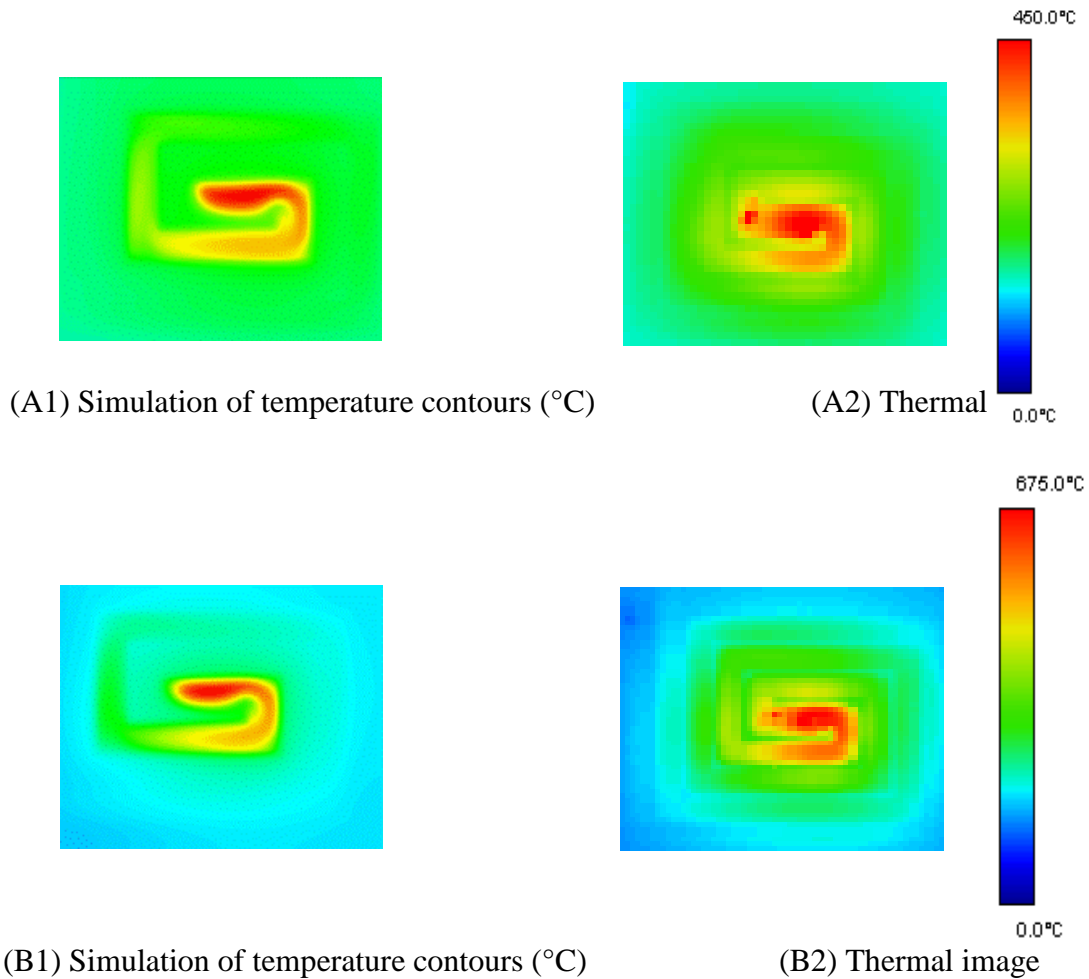 450.0°C
(A1) Simulation of temperature contours (°C)
(A2) Thermal
0.0°C
675.0°C
0.0°C
(B1) Simulation of temperature contours (°C)
(B2) Thermal image